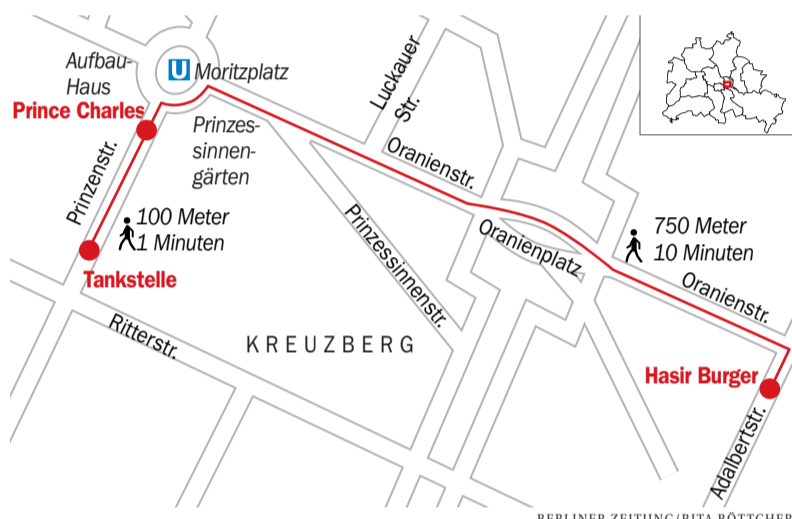 Aufbau-
Haus
U Moritzplatz
Prince Charles
Prinzes-
sinnen-
gärten
Prinzenstr.
100 Meter
1 Minuten
Tankstelle
Ritterstr.
Luckauer
Str.
Oranienstr.
Prinzessinnenstr.
Oranienplatz
750 Meter
10 Minuten
Oranienstr.
KREUZBERG
Hasir Burger
Adalbertstr.
BERLINER ZEITUNG/RITA BÖTTCHER